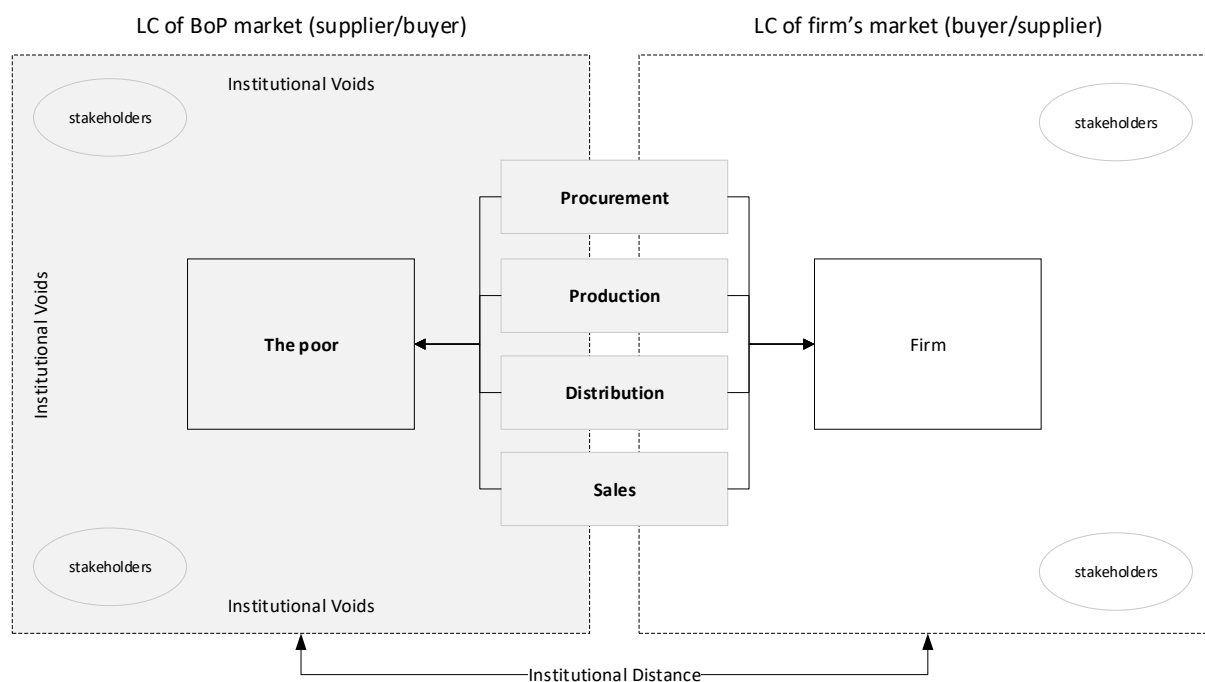 LC of BoP market (supplier/buyer)
LC of firm's market (buyer/supplier)
Institutional Voids
stakeholders
stakeholders
Procurement
Institutional Voids
Production
The poor
Firm
Distribution
Sales
stakeholders
stakeholders
Institutional Voids
Institutional Distance